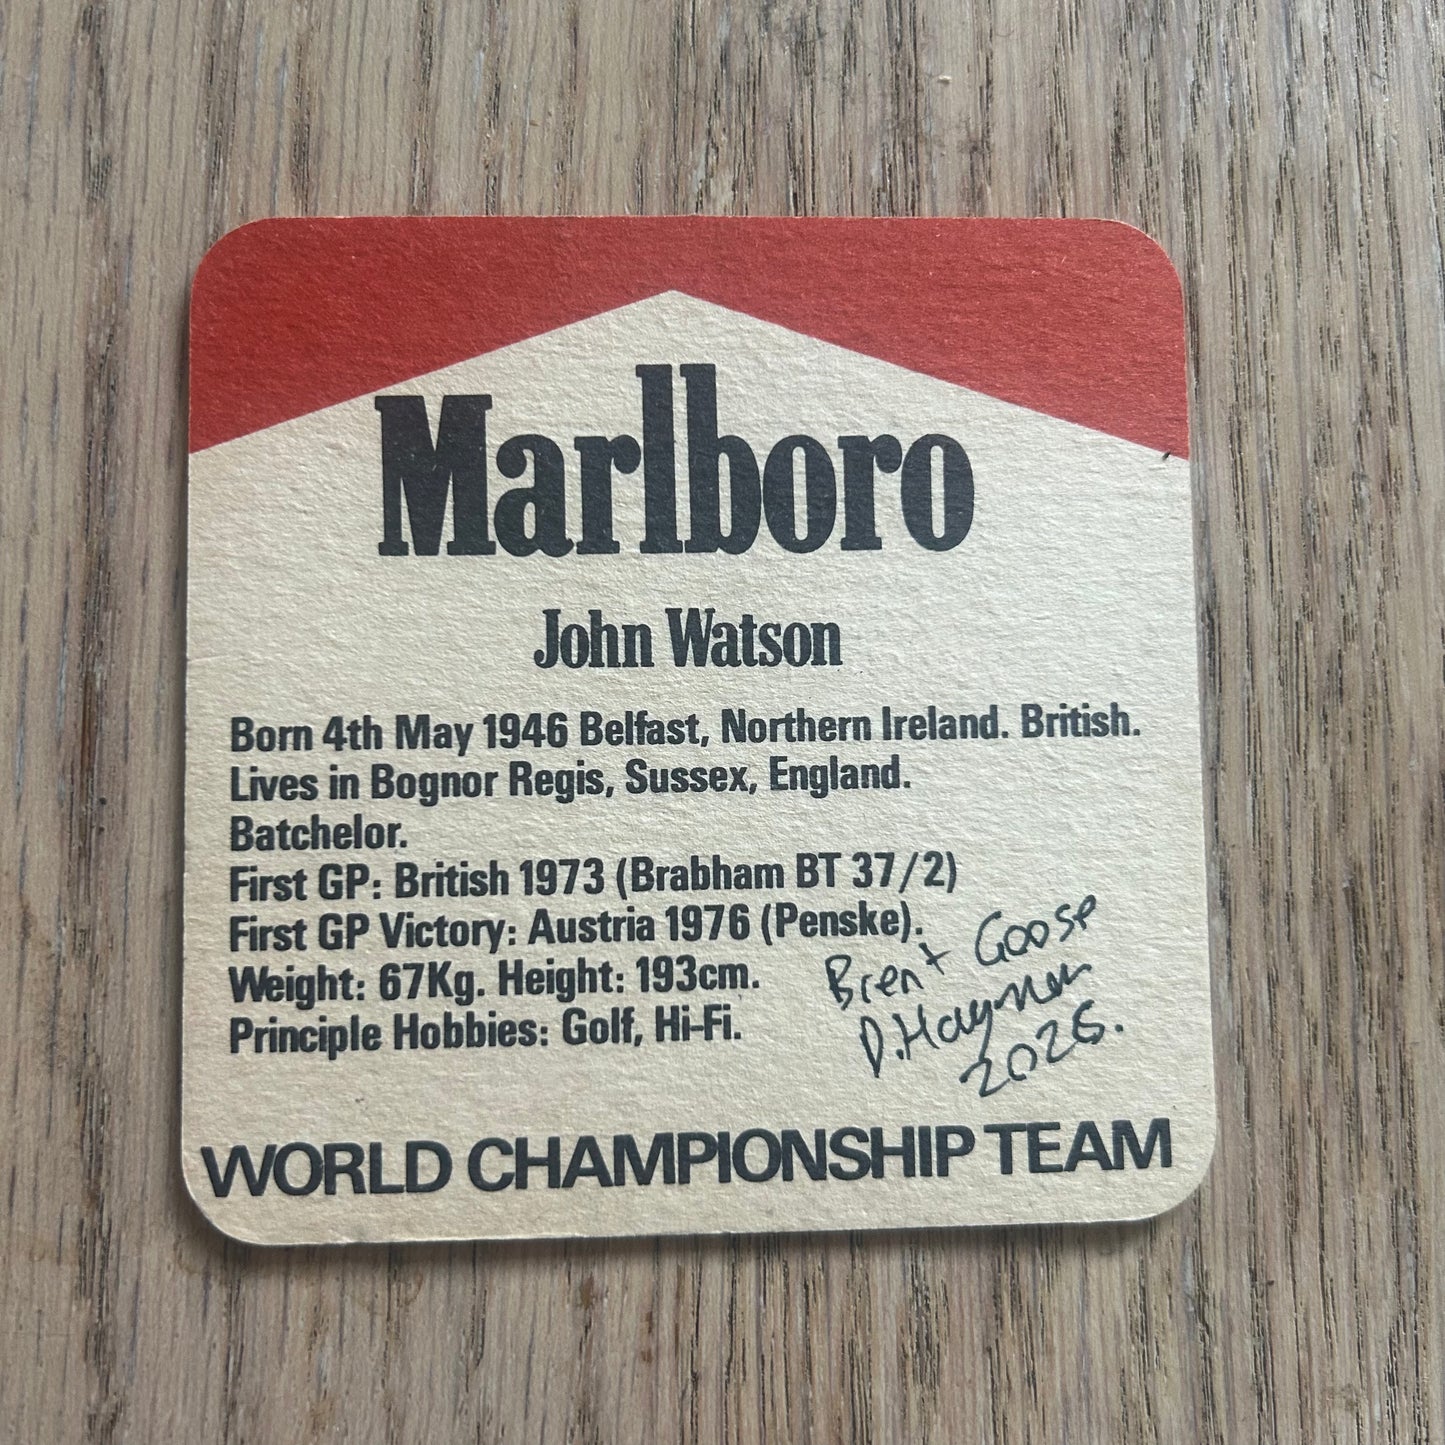 Marlboro
John Watson
Born 4th May 1946 Belfast, Northern Ireland. British.
Lives in Bognor Regis, Sussex, England.
Batchelor.
First GP: British 1973 (Brabham BT 37/2)
First GP Victory: Austria 1976 (Penske).
Weight: 67Kg. Height: 193cm.
Principle Hobbies: Golf, Hi-Fi.
Brent Goose
D. Haynes
2026.
WORLD CHAMPIONSHIP TEAM